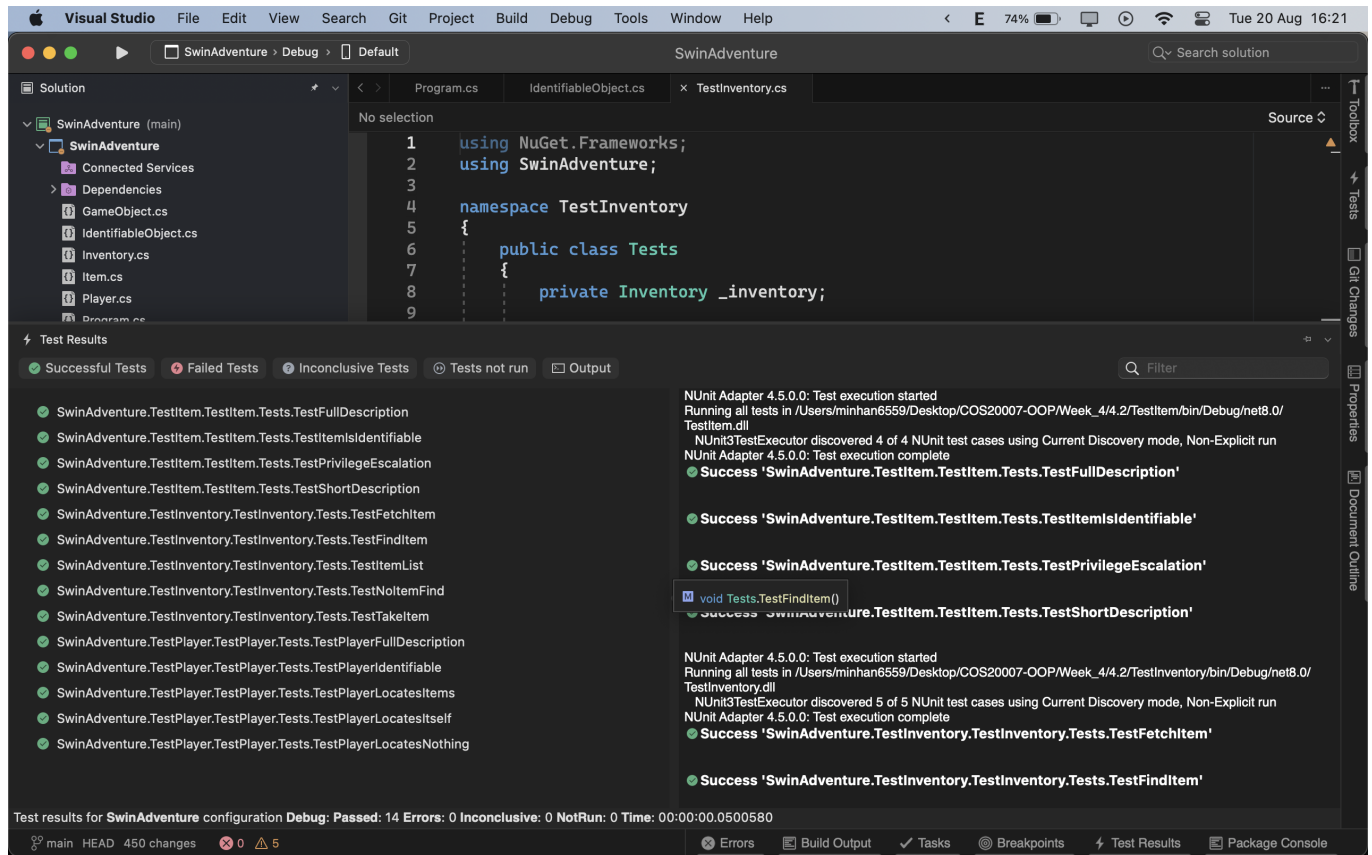 Visual Studio File Edit View Search Git Project Build Debug Tools Window Help < E 74% Tue 20 Aug 16:21
SwinAdventure › Debug › Default
SwinAdventure
Search solution
Solution
SwinAdventure (main)
SwinAdventure
Connected Services
Dependencies
GameObject.cs
IdentifiableObject.cs
Inventory.cs
Item.cs
Player.cs
Program.cs
Program.cs IdentifiableObject.cs × TestInventory.cs
No selection
Source
1 using NuGet.Frameworks;
2 using SwinAdventure;
3
4 namespace TestInventory
5 {
6 public class Tests
7 {
8 private Inventory _inventory;
9
Toolbox
Tests
Git Changes
Properties
Document Outline
Test Results
Successful Tests Failed Tests Inconclusive Tests Tests not run Output
Filter
SwinAdventure.TestItem.TestItem.Tests.TestFullDescription
SwinAdventure.TestItem.TestItem.Tests.TestItemIsIdentifiable
SwinAdventure.TestItem.TestItem.Tests.TestPrivilegeEscalation
SwinAdventure.TestItem.TestItem.Tests.TestShortDescription
SwinAdventure.TestInventory.TestInventory.Tests.TestFetchItem
SwinAdventure.TestInventory.TestInventory.Tests.TestFindItem
SwinAdventure.TestInventory.TestInventory.Tests.TestItemList
SwinAdventure.TestInventory.TestInventory.Tests.TestNoItemFind
SwinAdventure.TestInventory.TestInventory.Tests.TestTakeItem
SwinAdventure.TestPlayer.TestPlayer.Tests.TestPlayerFullDescription
SwinAdventure.TestPlayer.TestPlayer.Tests.TestPlayerIdentifiable
SwinAdventure.TestPlayer.TestPlayer.Tests.TestPlayerLocatesItems
SwinAdventure.TestPlayer.TestPlayer.Tests.TestPlayerLocatesItself
SwinAdventure.TestPlayer.TestPlayer.Tests.TestPlayerLocatesNothing
NUnit Adapter 4.5.0.0: Test execution started
Running all tests in /Users/minhan6559/Desktop/COS20007-OOP/Week_4/4.2/TestItem/bin/Debug/net8.0/
TestItem.dll
NUnit3TestExecutor discovered 4 of 4 NUnit test cases using Current Discovery mode, Non-Explicit run
NUnit Adapter 4.5.0.0: Test execution complete
Success 'SwinAdventure.TestItem.TestItem.Tests.TestFullDescription'
Success 'SwinAdventure.TestItem.TestItem.Tests.TestItemIsIdentifiable'
Success 'SwinAdventure.TestItem.TestItem.Tests.TestPrivilegeEscalation'
M void Tests.TestFindItem()
Success 'SwinAdventure.TestItem.TestItem.Tests.TestShortDescription'
NUnit Adapter 4.5.0.0: Test execution started
Running all tests in /Users/minhan6559/Desktop/COS20007-OOP/Week_4/4.2/TestInventory/bin/Debug/net8.0/
TestInventory.dll
NUnit3TestExecutor discovered 5 of 5 NUnit test cases using Current Discovery mode, Non-Explicit run
NUnit Adapter 4.5.0.0: Test execution complete
Success 'SwinAdventure.TestInventory.TestInventory.Tests.TestFetchItem'
Success 'SwinAdventure.TestInventory.TestInventory.Tests.TestFindItem'
Test results for SwinAdventure configuration Debug: Passed: 14 Errors: 0 Inconclusive: 0 NotRun: 0 Time: 00:00:00.0500580
main HEAD 450 changes 0 5 Errors Build Output Tasks Breakpoints Test Results Package Console